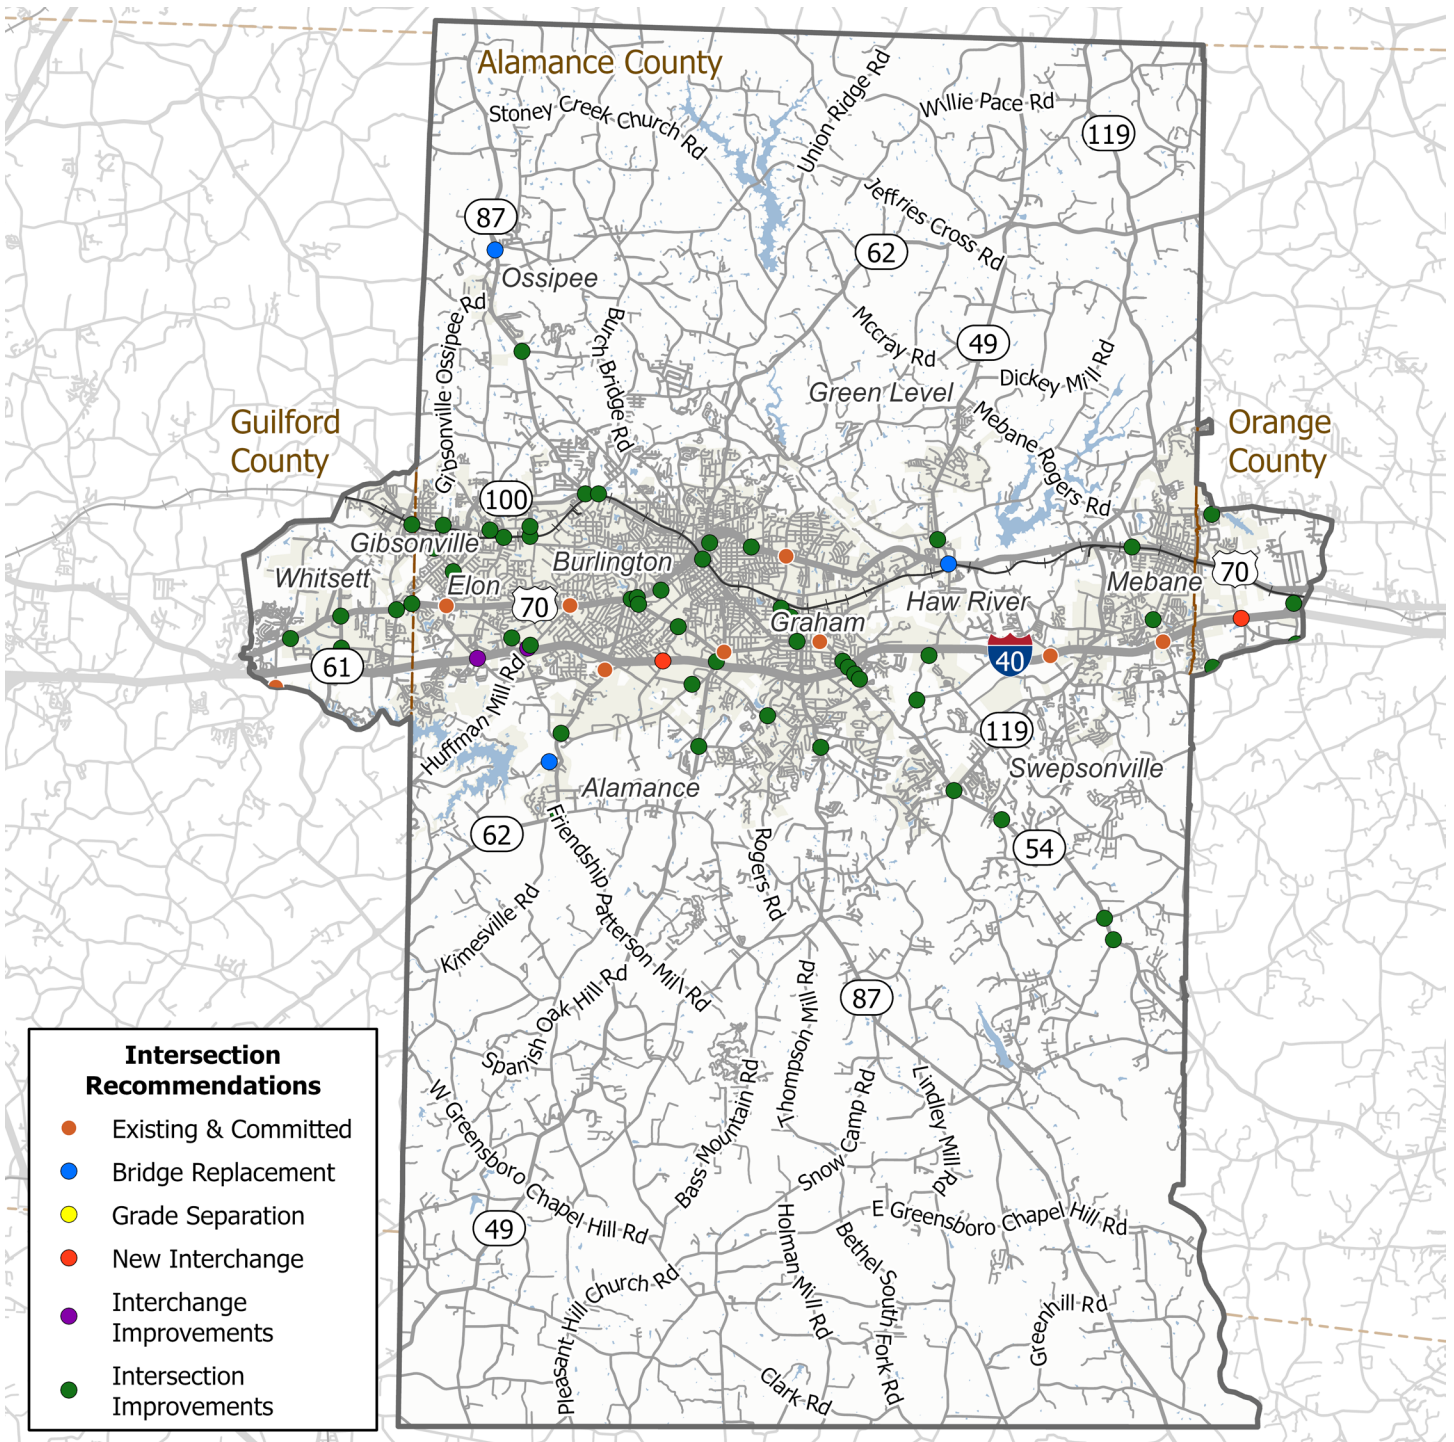 Alamance County
Stoney Creek Church Rd
Union Ridge Rd
Willie Pace Rd
119
Jeffries Cross Rd
87
62
Ossipee
Gibsonville Ossipee Rd
Burch Bridge Rd
Mccray Rd
49
Dickey Mill Rd
Green Level
Mebane Rogers Rd
Guilford
County
Orange
County
100
Gibsonville
Whitsett
Elon
Burlington
70
Graham
Haw River
Mebane
70
61
40
Huffman Mill Rd
119
Swepsonville
Alamance
62
54
Friendship Patterson Mill Rd
Rogers Rd
Kimesville Rd
Spanish Oak Hill Rd
87
Thompson Mill Rd
W Greensboro Chapel Hill Rd
Bass Mountain Rd
Snow Camp Rd
Lindley Mill Rd
E Greensboro Chapel Hill Rd
49
Holman Mill Rd
Bethel South Fork Rd
Pleasant Hill Church Rd
Greenhill Rd
Clark Rd
Intersection
Recommendations
Existing & Committed
Bridge Replacement
Grade Separation
New Interchange
Interchange
Improvements
Intersection
Improvements